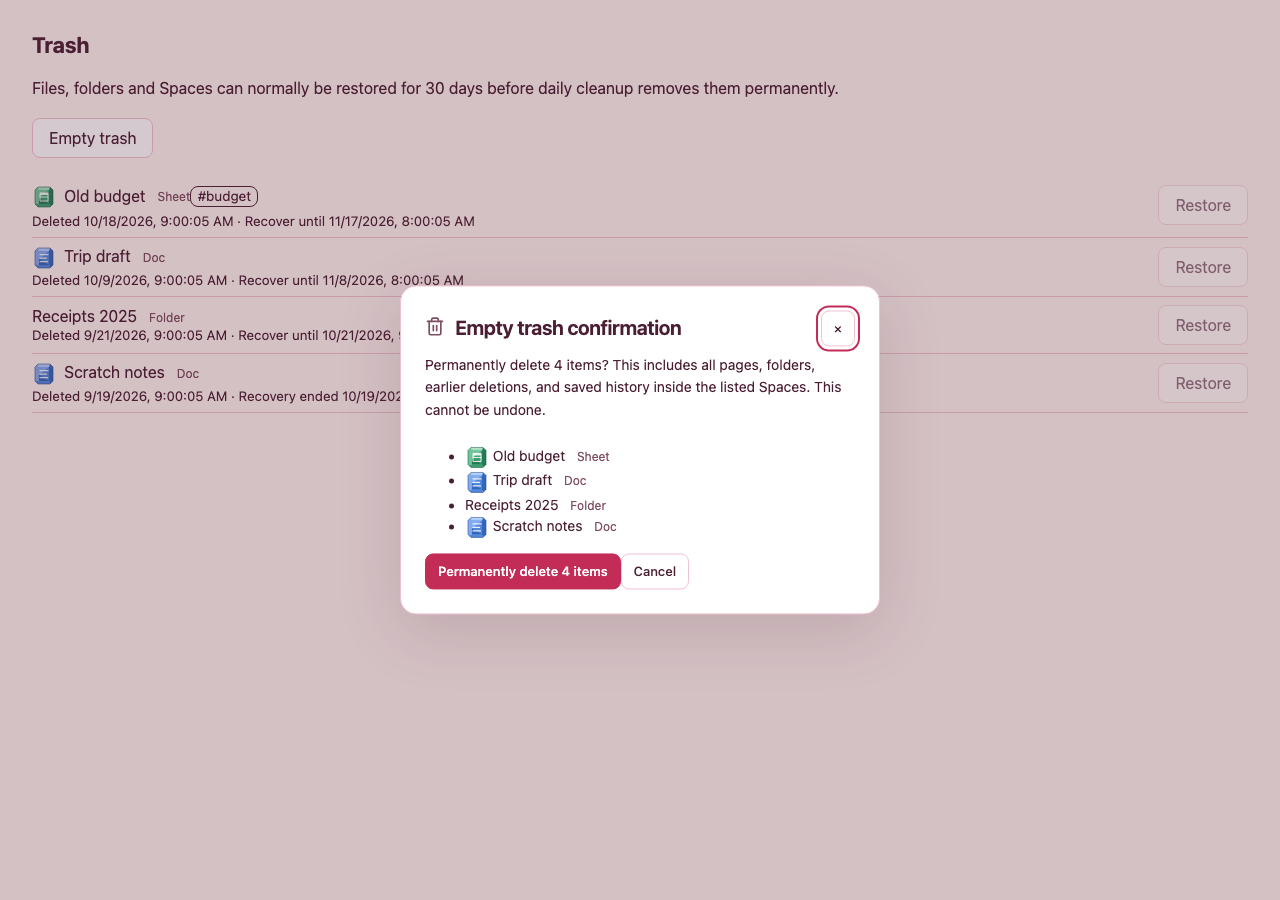 Trash
Files, folders and Spaces can normally be restored for 30 days before daily cleanup removes them permanently.
Empty trash
Old budget Sheet #budget
Deleted 10/18/2026, 9:00:05 AM · Recover until 11/17/2026, 8:00:05 AM
Restore
Trip draft Doc
Deleted 10/9/2026, 9:00:05 AM · Recover until 11/8/2026, 8:00:05 AM
Restore
Receipts 2025 Folder
Deleted 9/21/2026, 9:00:05 AM · Recover until 10/21/2026,
Restore
Scratch notes Doc
Deleted 9/19/2026, 9:00:05 AM · Recovery ended 10/19/202
Restore
Empty trash confirmation
×
Permanently delete 4 items? This includes all pages, folders,
earlier deletions, and saved history inside the listed Spaces. This
cannot be undone.
• Old budget Sheet
• Trip draft Doc
• Receipts 2025 Folder
• Scratch notes Doc
Permanently delete 4 items
Cancel